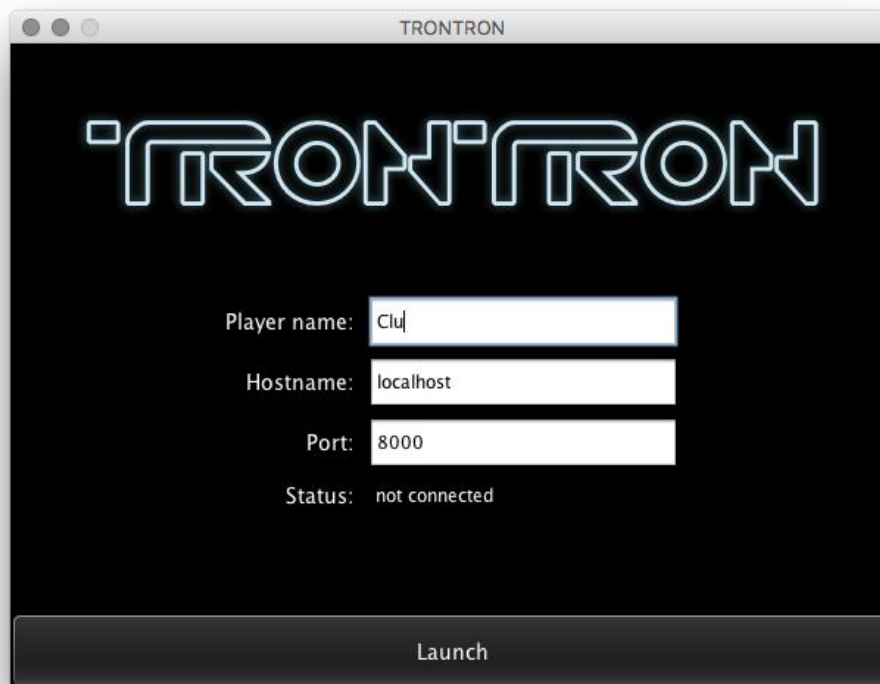 TRONTRON
TRONTRON
Player name: Clu
Hostname: localhost
Port: 8000
Status: not connected
Launch